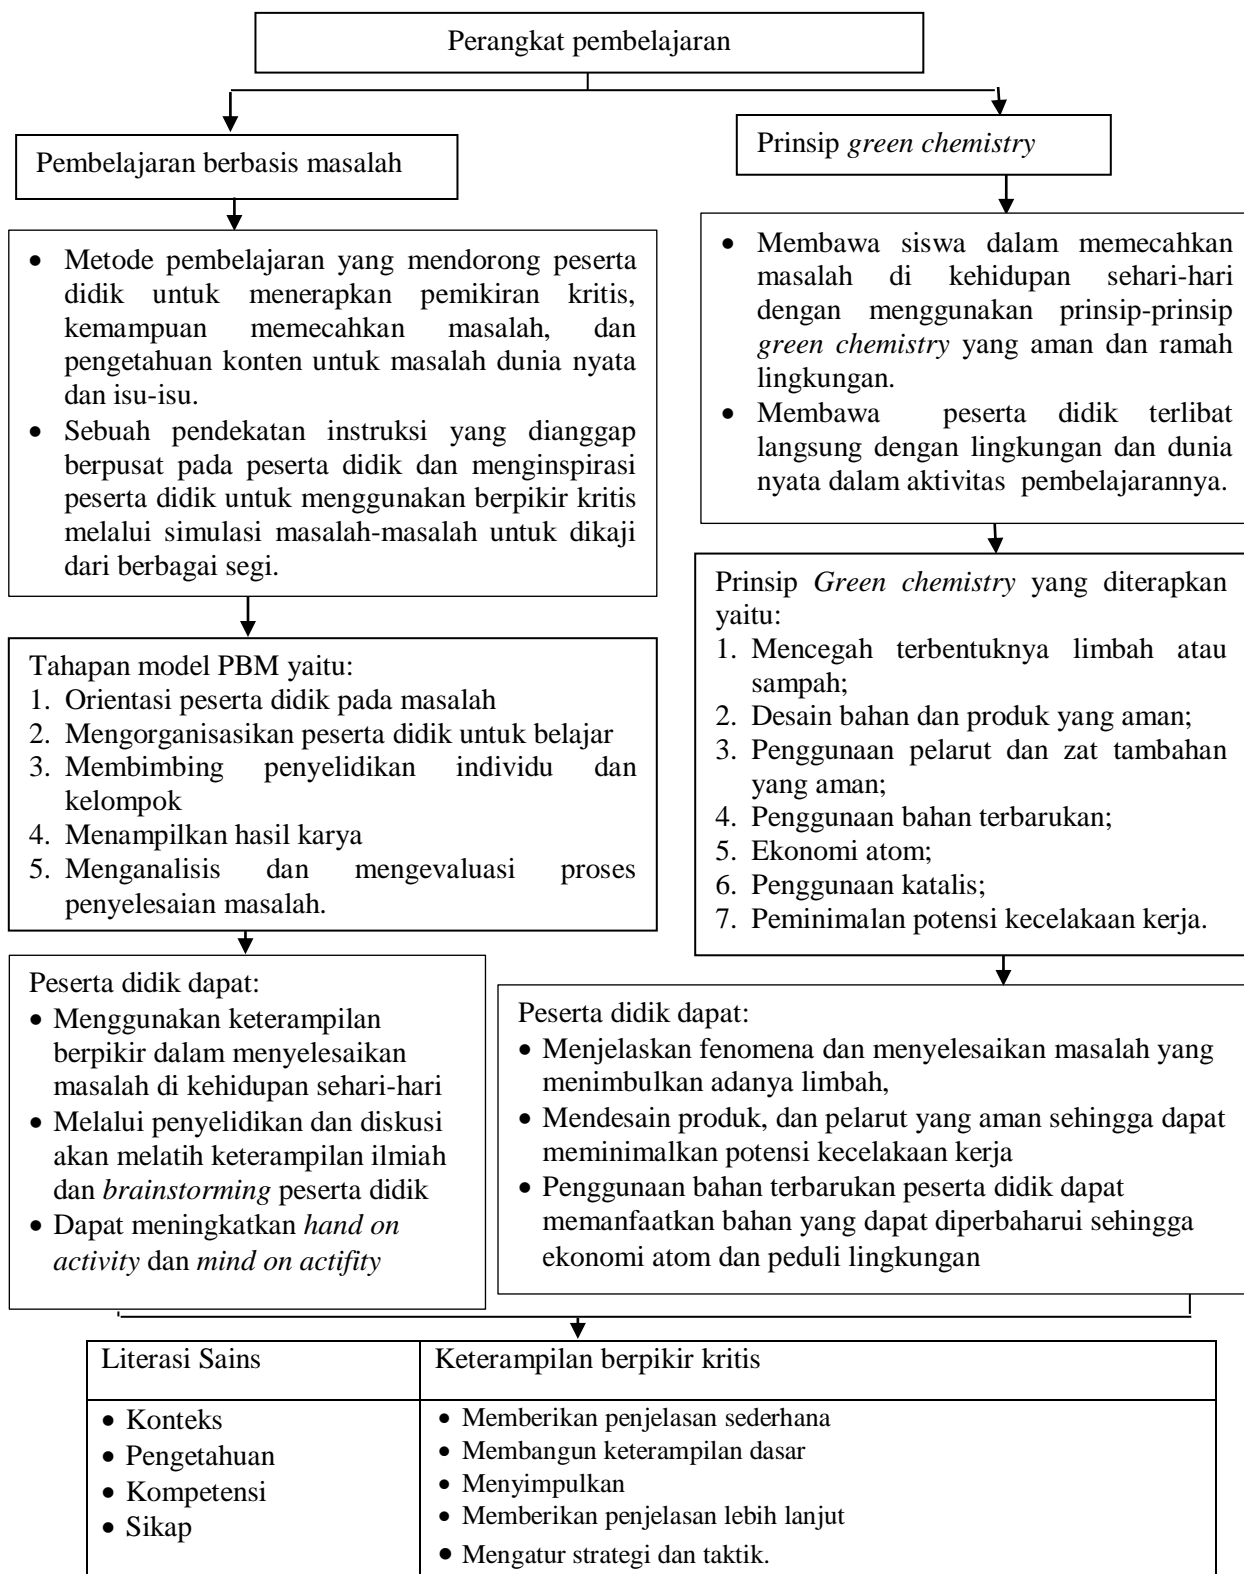 Perangkat pembelajaran
Pembelajaran berbasis masalah
Prinsip green chemistry
• Metode pembelajaran yang mendorong peserta
didik untuk menerapkan pemikiran kritis,
kemampuan memecahkan masalah, dan
pengetahuan konten untuk masalah dunia nyata
dan isu-isu.
• Sebuah pendekatan instruksi yang dianggap
berpusat pada peserta didik dan menginspirasi
peserta didik untuk menggunakan berpikir kritis
melalui simulasi masalah-masalah untuk dikaji
dari berbagai segi.
• Membawa siswa dalam memecahkan
masalah di kehidupan sehari-hari
dengan menggunakan prinsip-prinsip
green chemistry yang aman dan ramah
lingkungan.
• Membawa peserta didik terlibat
langsung dengan lingkungan dan dunia
nyata dalam aktivitas pembelajarannya.
Tahapan model PBM yaitu:
1. Orientasi peserta didik pada masalah
2. Mengorganisasikan peserta didik untuk belajar
3. Membimbing penyelidikan individu dan
kelompok
4. Menampilkan hasil karya
5. Menganalisis dan mengevaluasi proses
penyelesaian masalah.
Prinsip Green chemistry yang diterapkan
yaitu:
1. Mencegah terbentuknya limbah atau
sampah;
2. Desain bahan dan produk yang aman;
3. Penggunaan pelarut dan zat tambahan
yang aman;
4. Penggunaan bahan terbarukan;
5. Ekonomi atom;
6. Penggunaan katalis;
7. Peminimalan potensi kecelakaan kerja.
Peserta didik dapat:
• Menggunakan keterampilan
berpikir dalam menyelesaikan
masalah di kehidupan sehari-hari
• Melalui penyelidikan dan diskusi
akan melatih keterampilan ilmiah
dan brainstorming peserta didik
• Dapat meningkatkan hand on
activity dan mind on actifity
Peserta didik dapat:
• Menjelaskan fenomena dan menyelesaikan masalah yang
menimbulkan adanya limbah,
• Mendesain produk, dan pelarut yang aman sehingga dapat
meminimalkan potensi kecelakaan kerja
• Penggunaan bahan terbarukan peserta didik dapat
memanfaatkan bahan yang dapat diperbaharui sehingga
ekonomi atom dan peduli lingkungan
Literasi Sains
• Konteks
• Pengetahuan
• Kompetensi
• Sikap
Keterampilan berpikir kritis
• Memberikan penjelasan sederhana
• Membangun keterampilan dasar
• Menyimpulkan
• Memberikan penjelasan lebih lanjut
• Mengatur strategi dan taktik.